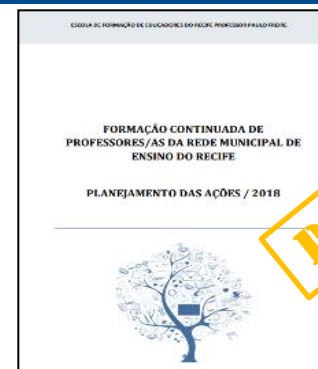 ESCOLA DE FORMAÇÃO DE EDUCADORES DO RECIFE PROFESSOR PAULO FREIRE
FORMAÇÃO CONTINUADA DE
PROFESSORES/AS DA REDE MUNICIPAL DE
ENSINO DO RECIFE
PLANEJAMENTO DAS AÇÕES / 2018